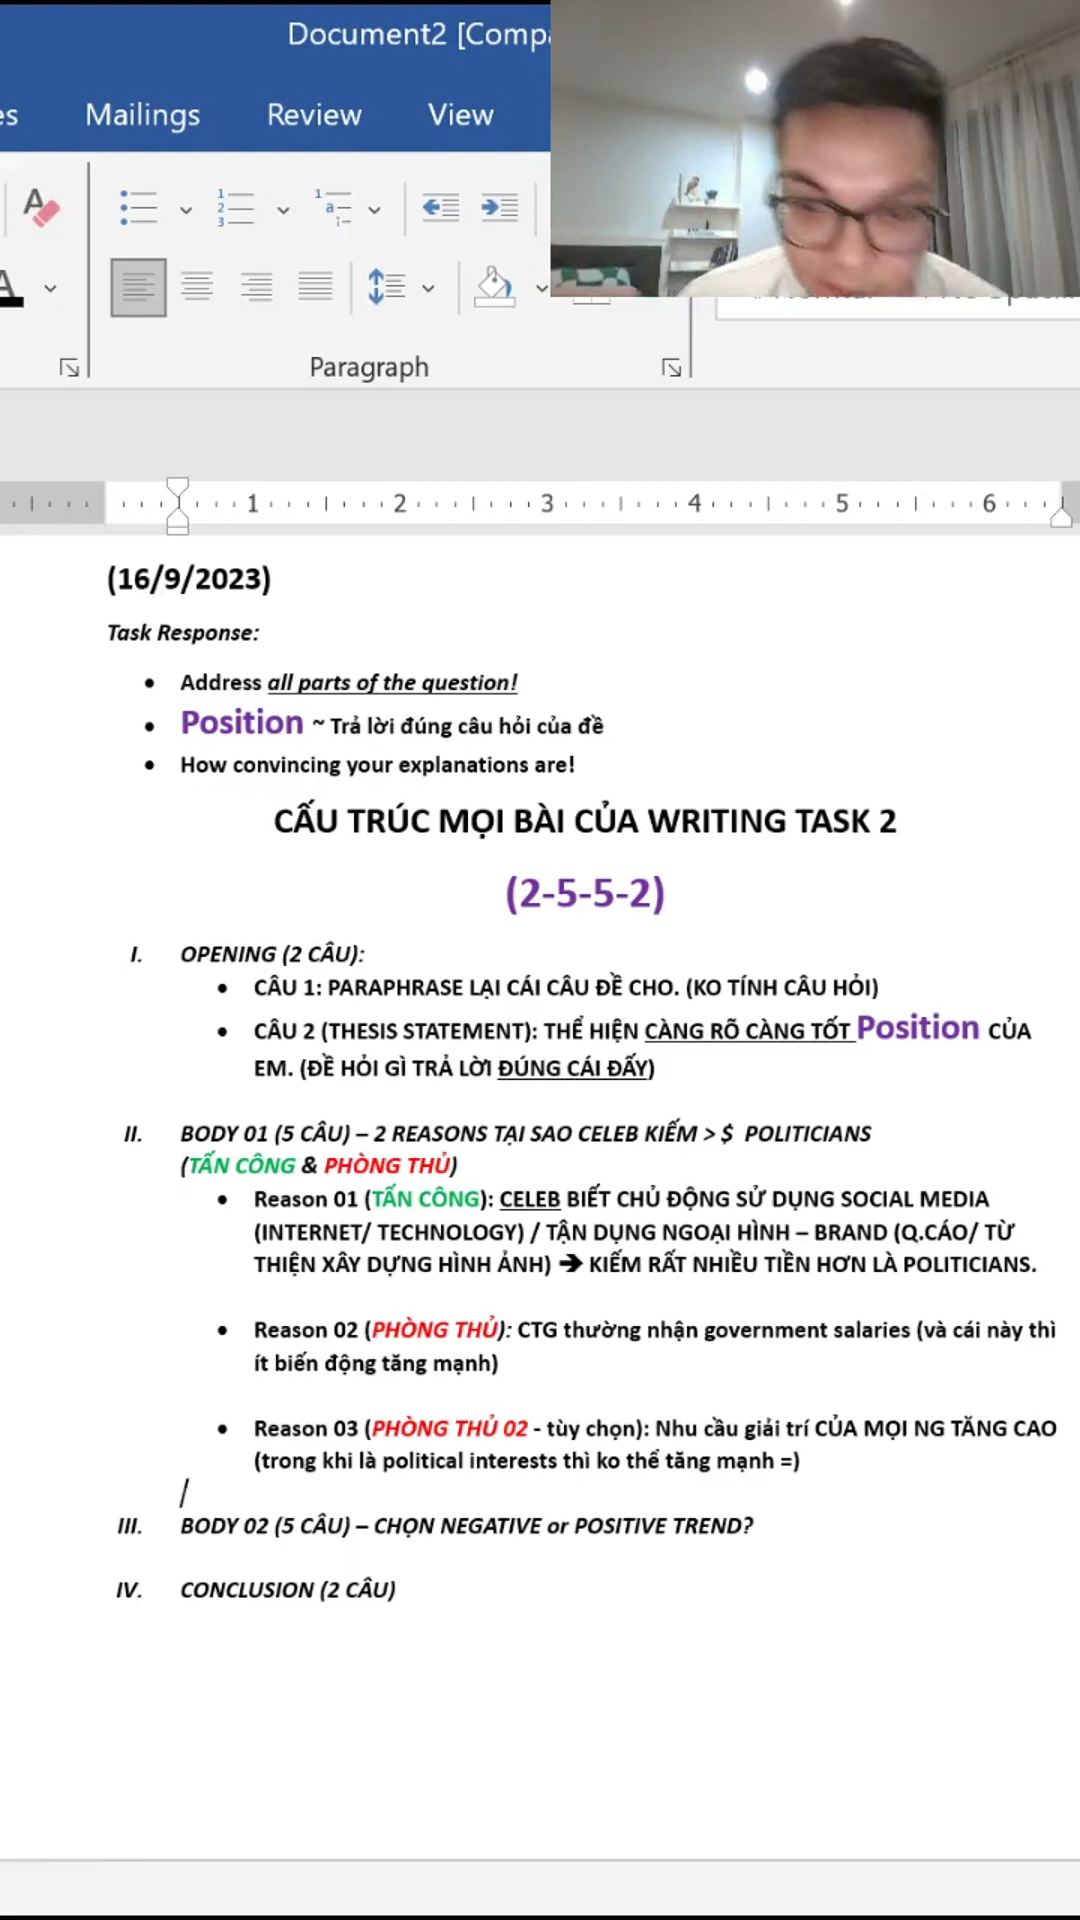 Document2 [Compa
es Mailings Review View
Paragraph
1 2 3 4 5 6
(16/9/2023)
Task Response:
• Address all parts of the question!
• Position ~ Trả lời đúng câu hỏi của đề
• How convincing your explanations are!
CẤU TRÚC MỌI BÀI CỦA WRITING TASK 2
(2-5-5-2)
I. OPENING (2 CÂU):
• CÂU 1: PARAPHRASE LẠI CÁI CÂU ĐỀ CHO. (KO TÍNH CÂU HỎI)
• CÂU 2 (THESIS STATEMENT): THỂ HIỆN CÀNG RÕ CÀNG TỐT Position CỦA
EM. (ĐỀ HỎI GÌ TRẢ LỜI ĐÚNG CÁI ĐẤY)
II. BODY 01 (5 CÂU) – 2 REASONS TẠI SAO CELEB KIẾM > $ POLITICIANS
(TẤN CÔNG & PHÒNG THỦ)
• Reason 01 (TẤN CÔNG): CELEB BIẾT CHỦ ĐỘNG SỬ DỤNG SOCIAL MEDIA
(INTERNET/ TECHNOLOGY) / TẬN DỤNG NGOẠI HÌNH – BRAND (Q.CÁO/ TỪ
THIỆN XÂY DỰNG HÌNH ẢNH) ➔ KIẾM RẤT NHIỀU TIỀN HƠN LÀ POLITICIANS.
• Reason 02 (PHÒNG THỦ): CTG thường nhận government salaries (và cái này thì
ít biến động tăng mạnh)
• Reason 03 (PHÒNG THỦ 02 - tùy chọn): Nhu cầu giải trí CỦA MỌI NG TĂNG CAO
(trong khi là political interests thì ko thể tăng mạnh =)
III. BODY 02 (5 CÂU) – CHỌN NEGATIVE or POSITIVE TREND?
IV. CONCLUSION (2 CÂU)